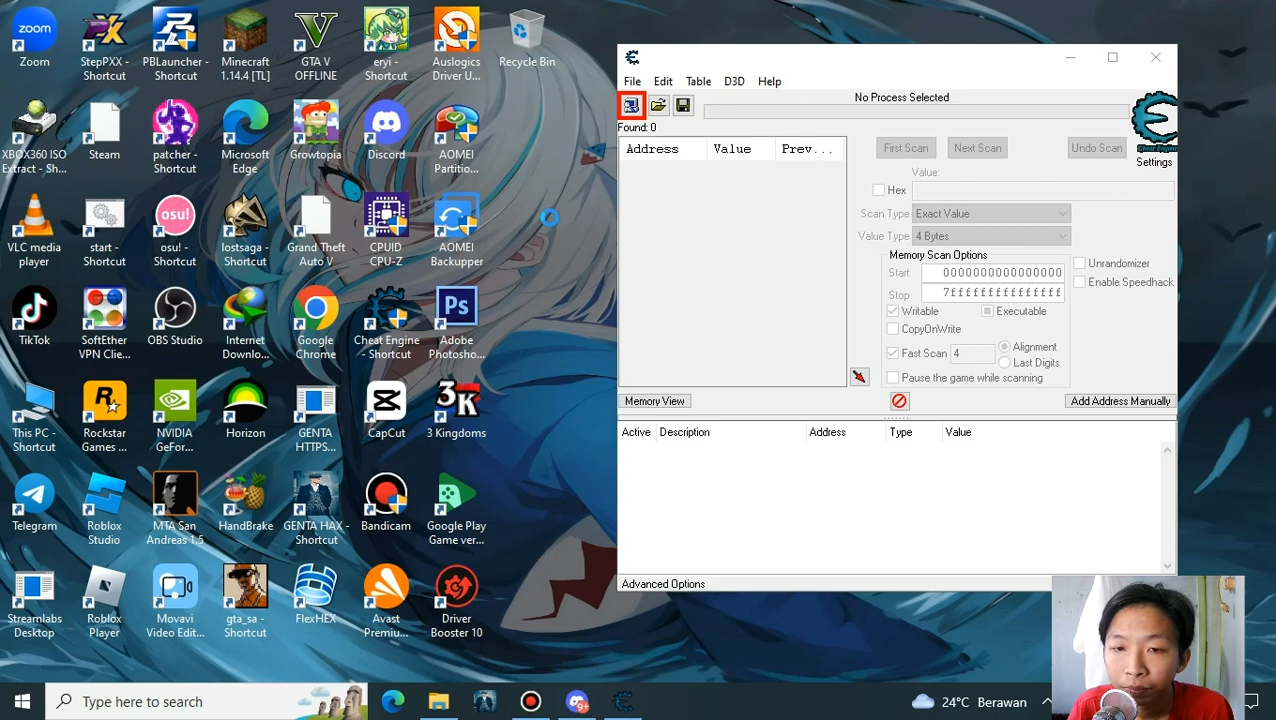 Zoom
StepPXX - Shortcut
PBLauncher - Shortcut
Minecraft 1.14.4 [TL]
GTA V OFFLINE
eryi - Shortcut
Auslogics Driver U...
Recycle Bin
XBOX360 ISO Extract - Sh...
Steam
patcher - Shortcut
Microsoft Edge
Growtopia
Discord
AOMEI Partitio...
VLC media player
start - Shortcut
osu! - Shortcut
lostsaga - Shortcut
Grand Theft Auto V
CPUID CPU-Z
AOMEI Backupper
TikTok
SoftEther VPN Clie...
OBS Studio
Internet Downlo...
Google Chrome
Cheat Engine - Shortcut
Adobe Photosho...
This PC - Shortcut
Rockstar Games ...
NVIDIA GeFor...
Horizon
GENTA HTTPS...
CapCut
3 Kingdoms
Telegram
Roblox Studio
MTA San Andreas 1.5
HandBrake
GENTA HAX - Shortcut
Bandicam
Google Play Game ver...
Streamlabs Desktop
Roblox Player
Movavi Video Edit...
gta_sa - Shortcut
FlexHEX
Avast Premiu...
Driver Booster 10
File Edit Table D3D Help
No Process Selected
Found: 0
Address Value Prev...
First Scan Next Scan Undo Scan
Cheat Engine
Settings
Value:
Hex
Scan Type Exact Value
Value Type 4 Bytes
Memory Scan Options
Start 0000000000000000
Stop 7fffffffffffffff
Writable Executable
CopyOnWrite
Fast Scan 4 Alignment
Last Digits
Pause the game while scanning
Unrandomizer
Enable Speedhack
Memory View
Add Address Manually
Active Description Address Type Value
Advanced Options
Type here to search
9+
24°C Berawan